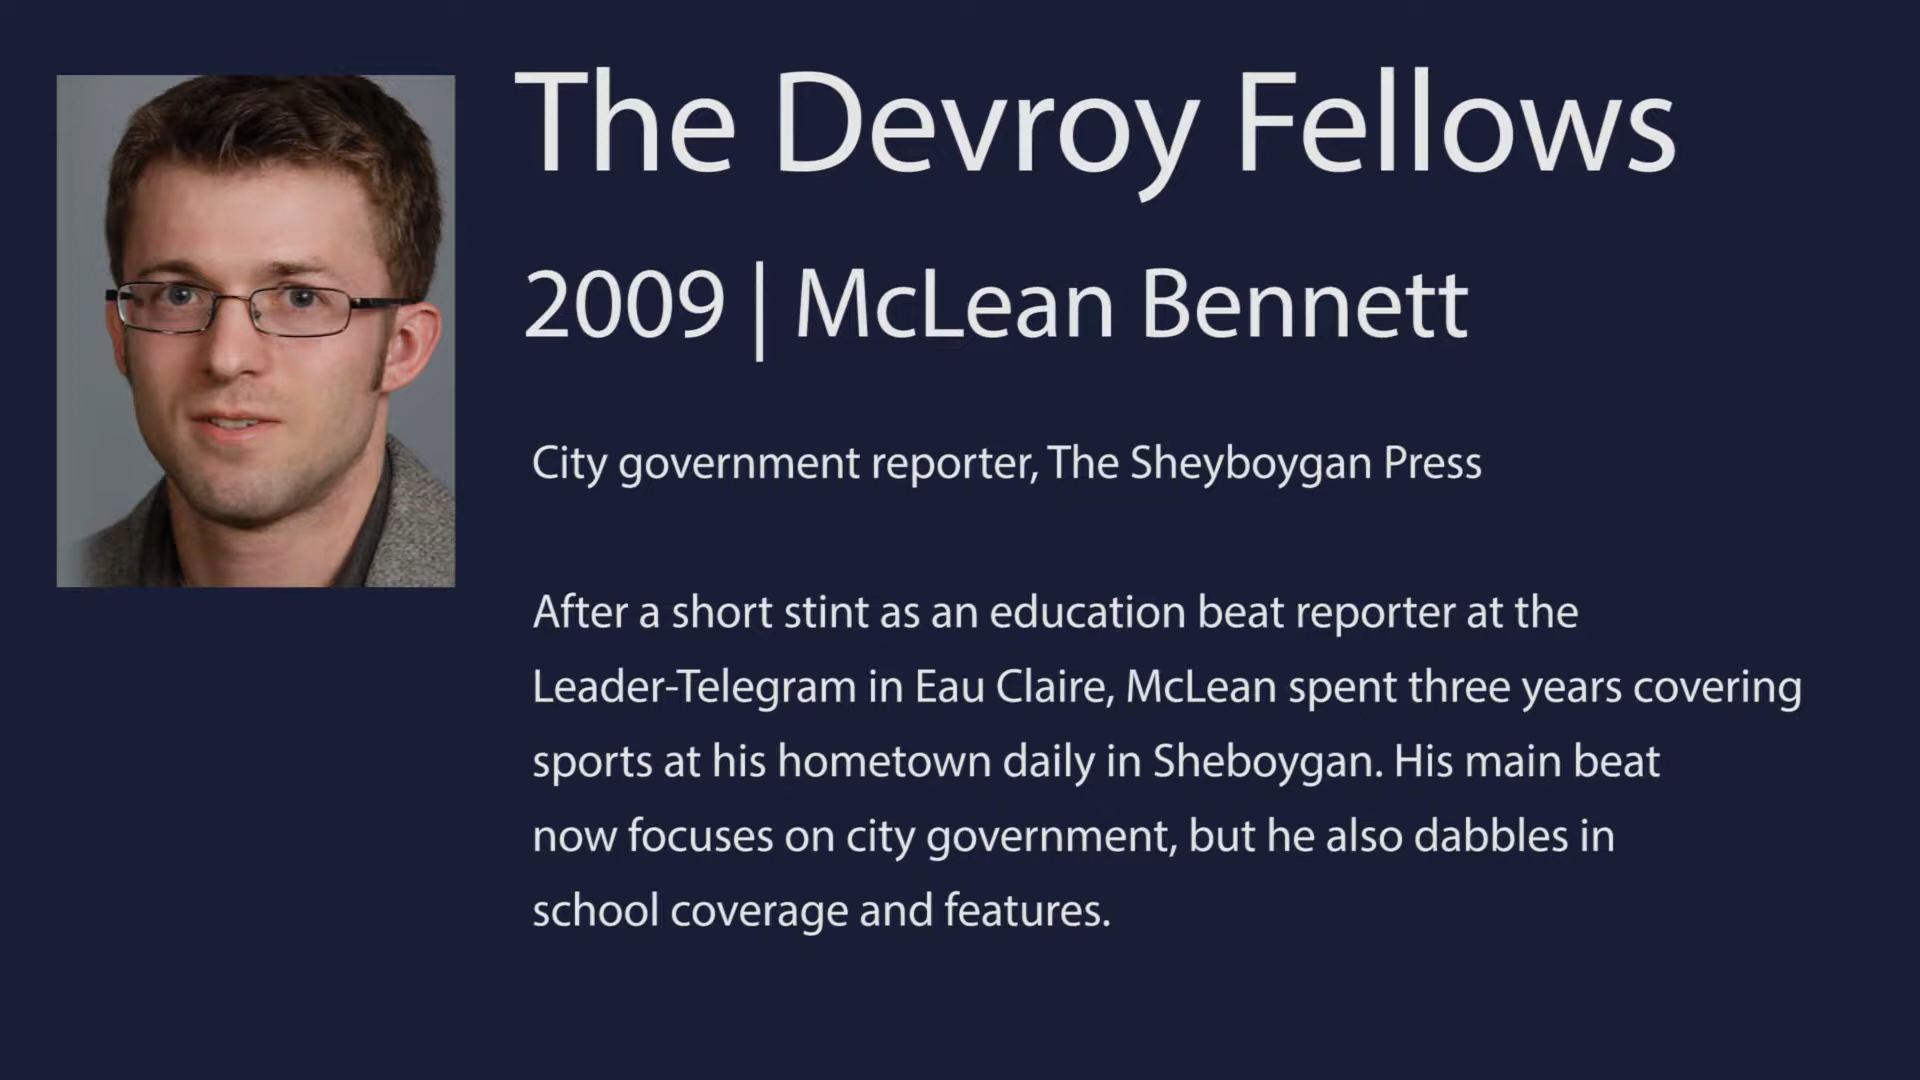 The Devroy Fellows
2009 | McLean Bennett
City government reporter, The Sheyboygan Press
After a short stint as an education beat reporter at the
Leader-Telegram in Eau Claire, McLean spent three years covering
sports at his hometown daily in Sheboygan. His main beat
now focuses on city government, but he also dabbles in
school coverage and features.